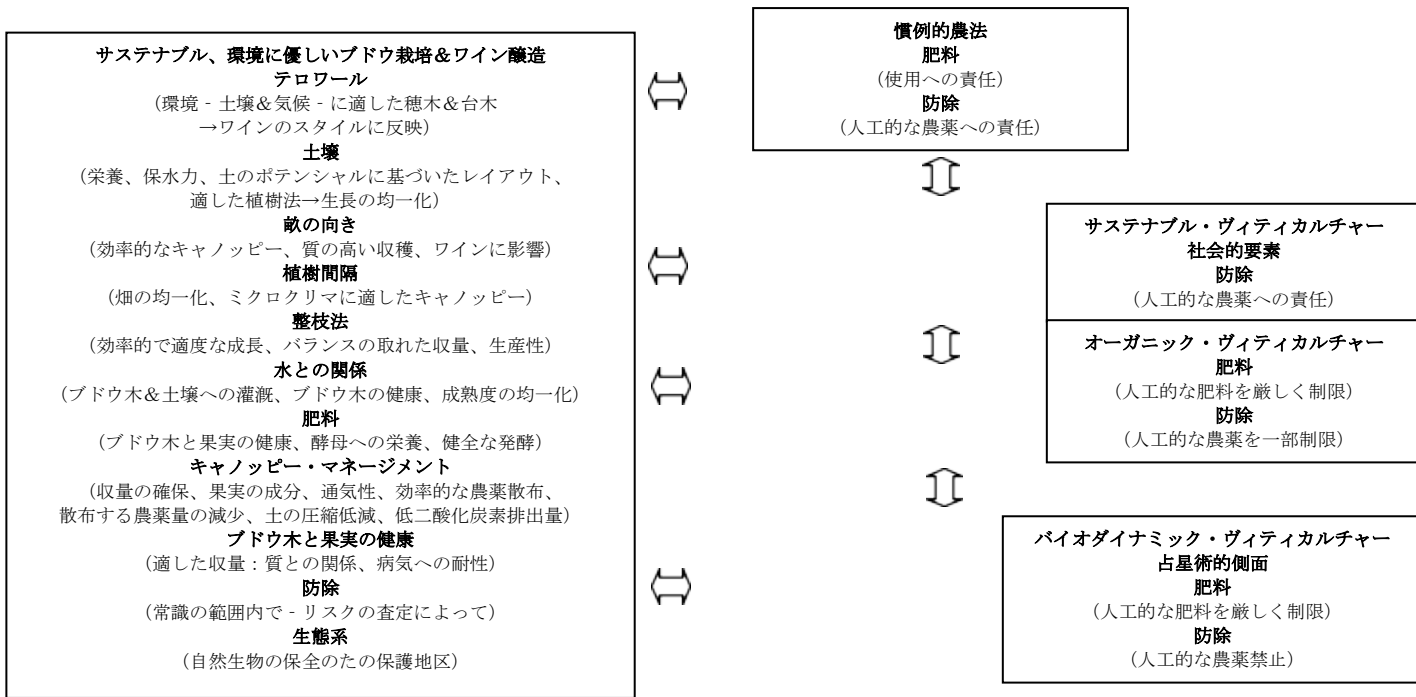 サステナブル、環境に優しいブドウ栽培＆ワイン醸造
テロワール
（環境‐土壌＆気候‐に適した穂木＆台木
→ワインのスタイルに反映）
土壌
（栄養、保水力、土のポテンシャルに基づいたレイアウト、
適した植樹法→生長の均一化）
畝の向き
（効率的なキャノッピー、質の高い収穫、ワインに影響）
植樹間隔
（畑の均一化、ミクロクリマに適したキャノッピー）
整枝法
（効率的で適度な成長、バランスの取れた収量、生産性）
水との関係
（ブドウ木＆土壌への灌漑、ブドウ木の健康、成熟度の均一化）
肥料
（ブドウ木と果実の健康、酵母への栄養、健全な発酵）
キャノッピー・マネージメント
（収量の確保、果実の成分、通気性、効率的な農薬散布、
散布する農薬量の減少、土の圧縮低減、低二酸化炭素排出量）
ブドウ木と果実の健康
（適した収量：質との関係、病気への耐性）
防除
（常識の範囲内で‐リスクの査定によって）
生態系
（自然生物の保全のたの保護地区）
慣例的農法
肥料
（使用への責任）
防除
（人工的な農薬への責任）
サステナブル・ヴィティカルチャー
社会的要素
防除
（人工的な農薬への責任）
オーガニック・ヴィティカルチャー
肥料
（人工的な肥料を厳しく制限）
防除
（人工的な農薬を一部制限）
バイオダイナミック・ヴィティカルチャー
占星術的側面
肥料
（人工的な肥料を厳しく制限）
防除
（人工的な農薬禁止）